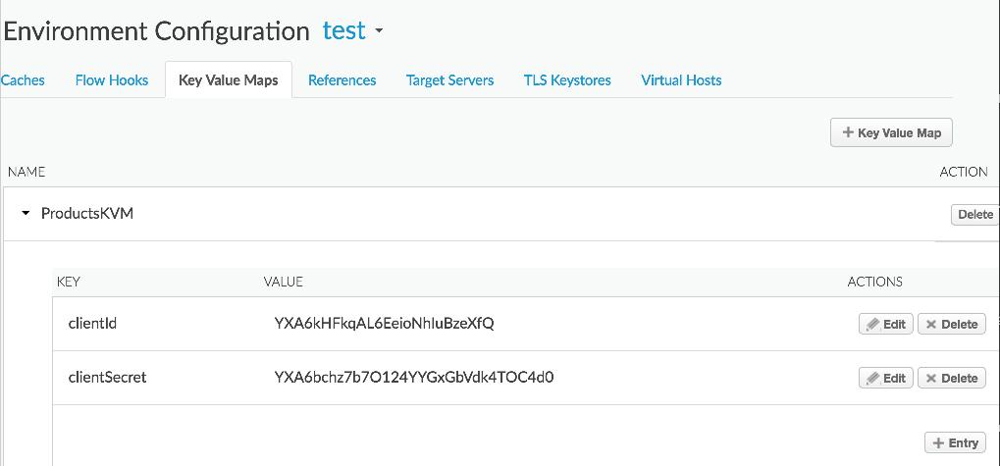 Environment Configuration test
Caches Flow Hooks Key Value Maps References Target Servers TLS Keystores Virtual Hosts
+ Key Value Map
NAME ACTION
ProductsKVM Delete
KEY VALUE ACTIONS
clientId YXA6kHFkqAL6EeioNhIuBzeXfQ Edit Delete
clientSecret YXA6bchz7b7O124YYGxGbVdk4TOC4d0 Edit Delete
+ Entry